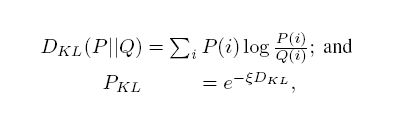 $D_{KL}(P||Q) = \sum_i P(i) \log \frac{P(i)}{Q(i)}$; and
$P_{KL} = e^{-\xi D_{KL}}$,